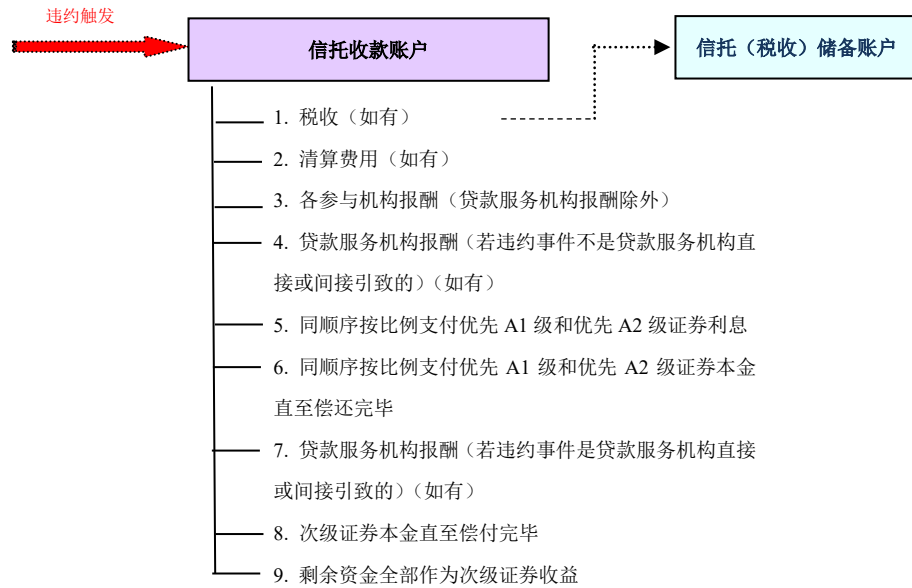 违约触发
信托收款账户
信托（税收）储备账户
1. 税收（如有）
2. 清算费用（如有）
3. 各参与机构报酬（贷款服务机构报酬除外）
4. 贷款服务机构报酬（若违约事件不是贷款服务机构直
接或间接引致的）（如有）
5. 同顺序按比例支付优先 A1 级和优先 A2 级证券利息
6. 同顺序按比例支付优先 A1 级和优先 A2 级证券本金
直至偿还完毕
7. 贷款服务机构报酬（若违约事件是贷款服务机构直接
或间接引致的）（如有）
8. 次级证券本金直至偿付完毕
9. 剩余资金全部作为次级证券收益